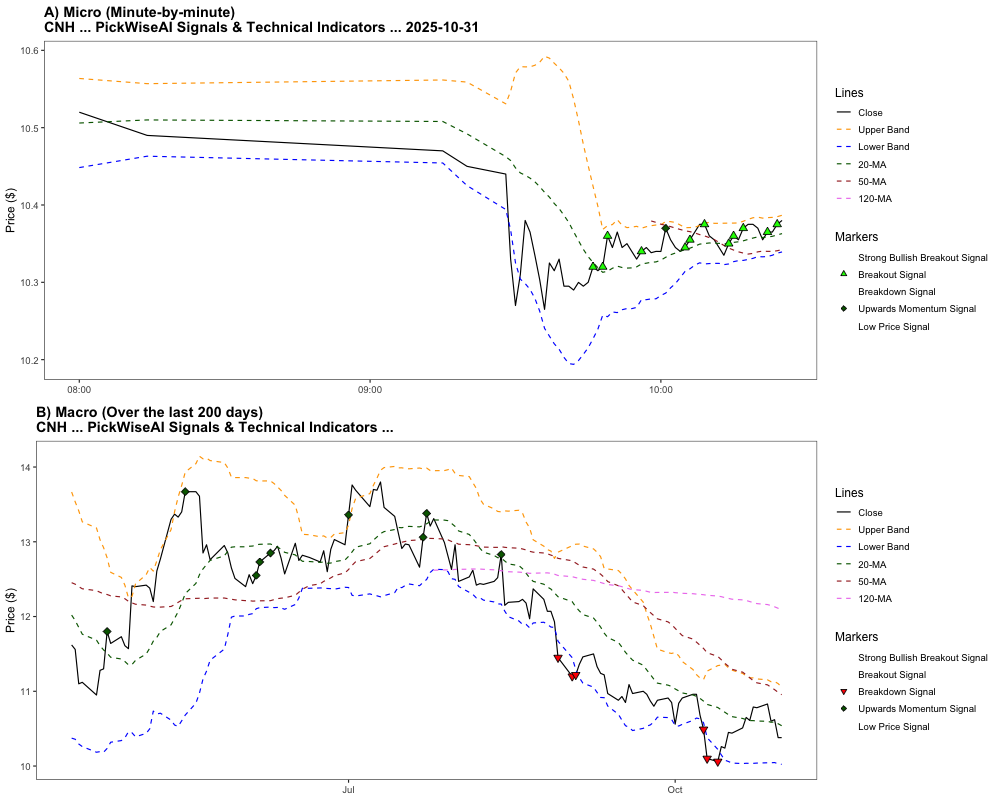 A) Micro (Minute-by-minute)
CNH ... PickWiseAI Signals & Technical Indicators ... 2025-10-31
10.6
10.5
10.4
10.3
10.2
Price ($)
08:00
09:00
10:00
Lines
Close
Upper Band
Lower Band
20-MA
50-MA
120-MA
Markers
Strong Bullish Breakout Signal
Breakout Signal
Breakdown Signal
Upwards Momentum Signal
Low Price Signal
B) Macro (Over the last 200 days)
CNH ... PickWiseAI Signals & Technical Indicators ...
14
13
12
11
10
Price ($)
Jul
Oct
Lines
Close
Upper Band
Lower Band
20-MA
50-MA
120-MA
Markers
Strong Bullish Breakout Signal
Breakout Signal
Breakdown Signal
Upwards Momentum Signal
Low Price Signal